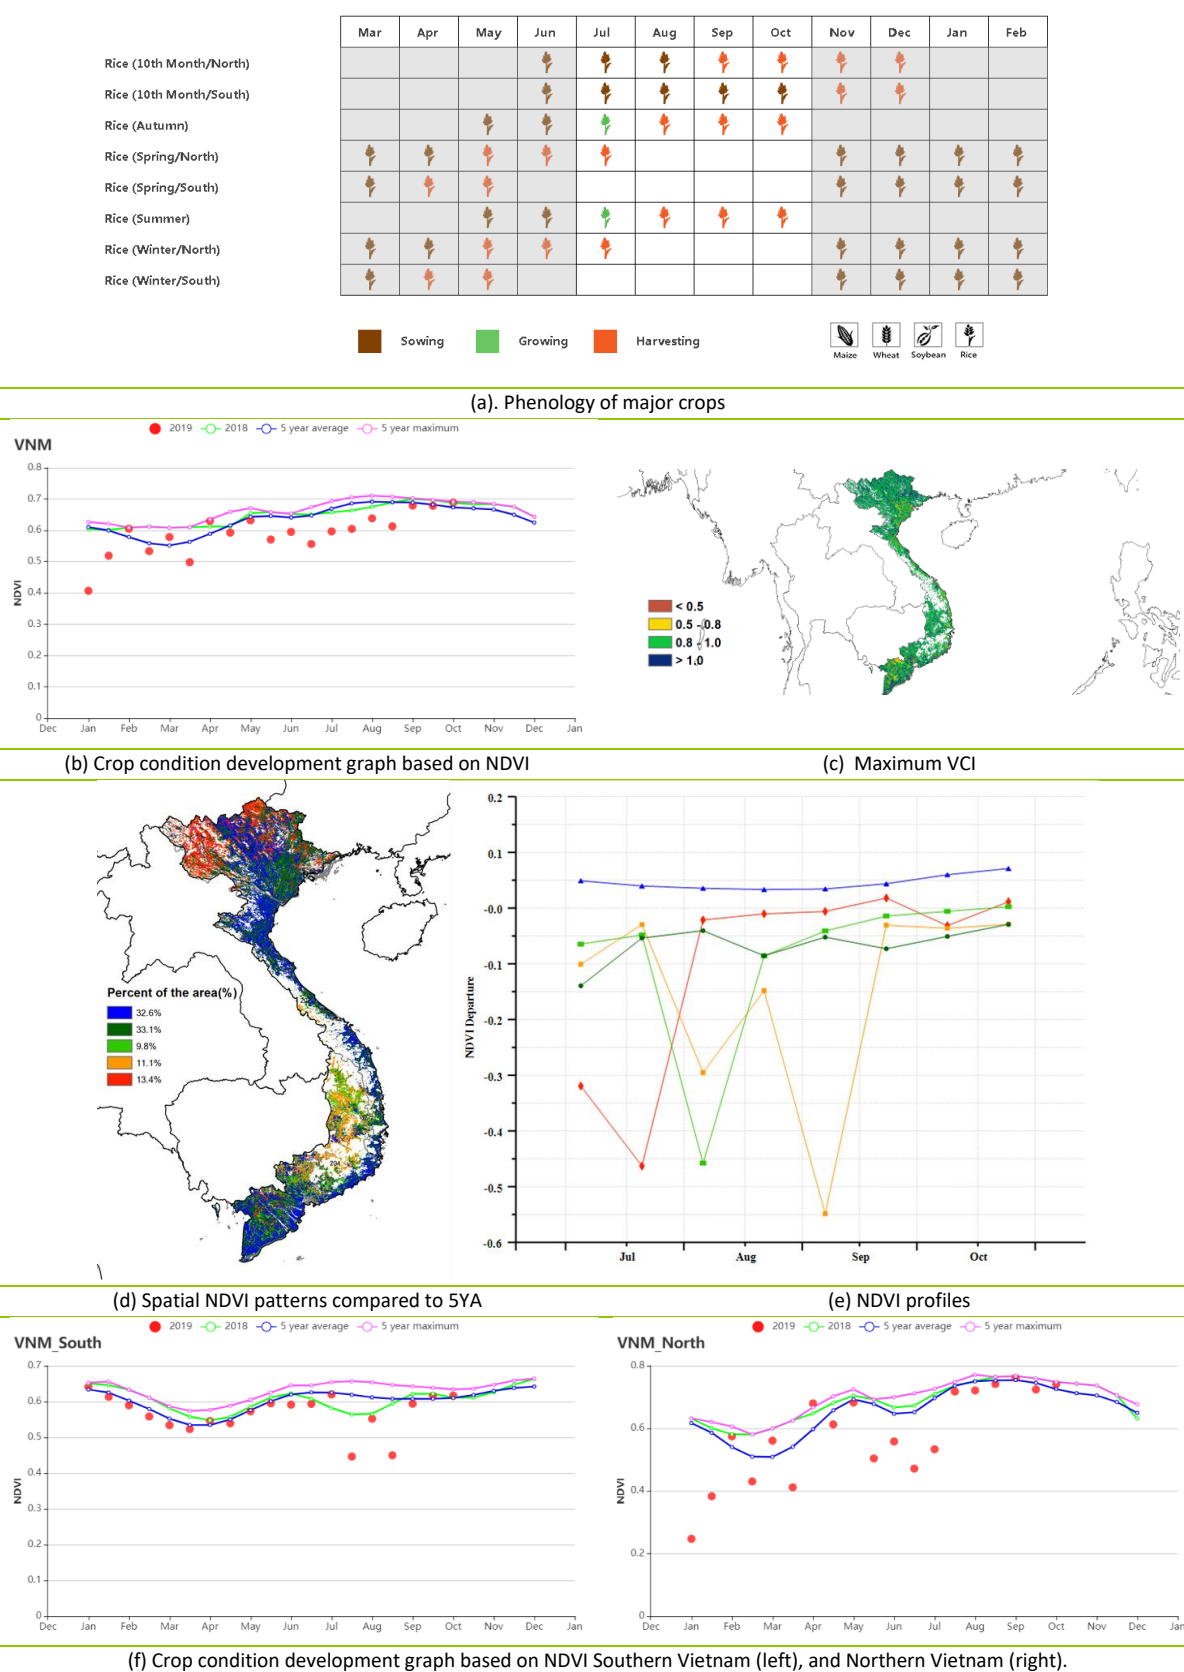 Mar Apr May Jun Jul Aug Sep Oct Nov Dec Jan Feb
Rice (10th Month/North)
Rice (10th Month/South)
Rice (Autumn)
Rice (Spring/North)
Rice (Spring/South)
Rice (Summer)
Rice (Winter/North)
Rice (Winter/South)
Sowing Growing Harvesting
Maize Wheat Soybean Rice
(a). Phenology of major crops
2019 2018 5 year average 5 year maximum
VNM
0.8
0.7
0.6
0.5
0.4
0.3
0.2
0.1
0
NDVI
Dec Jan Feb Mar Apr May Jun Jul Aug Sep Oct Nov Dec Jan
< 0.5
0.5 - 0.8
0.8 - 1.0
> 1.0
(b) Crop condition development graph based on NDVI
(c) Maximum VCI
Percent of the area(%)
32.6%
33.1%
9.8%
11.1%
13.4%
0.2
0.1
-0.0
-0.1
-0.2
-0.3
-0.4
-0.5
-0.6
NDVI Departure
Jul Aug Sep Oct
(d) Spatial NDVI patterns compared to 5YA
(e) NDVI profiles
2019 2018 5 year average 5 year maximum
VNM_South
0.7
0.6
0.5
0.4
0.3
0.2
0.1
0
NDVI
Dec Jan Feb Mar Apr May Jun Jul Aug Sep Oct Nov Dec Jan
2019 2018 5 year average 5 year maximum
VNM_North
0.8
0.6
0.4
0.2
0
NDVI
Dec Jan Feb Mar Apr May Jun Jul Aug Sep Oct Nov Dec Jan
(f) Crop condition development graph based on NDVI Southern Vietnam (left), and Northern Vietnam (right).